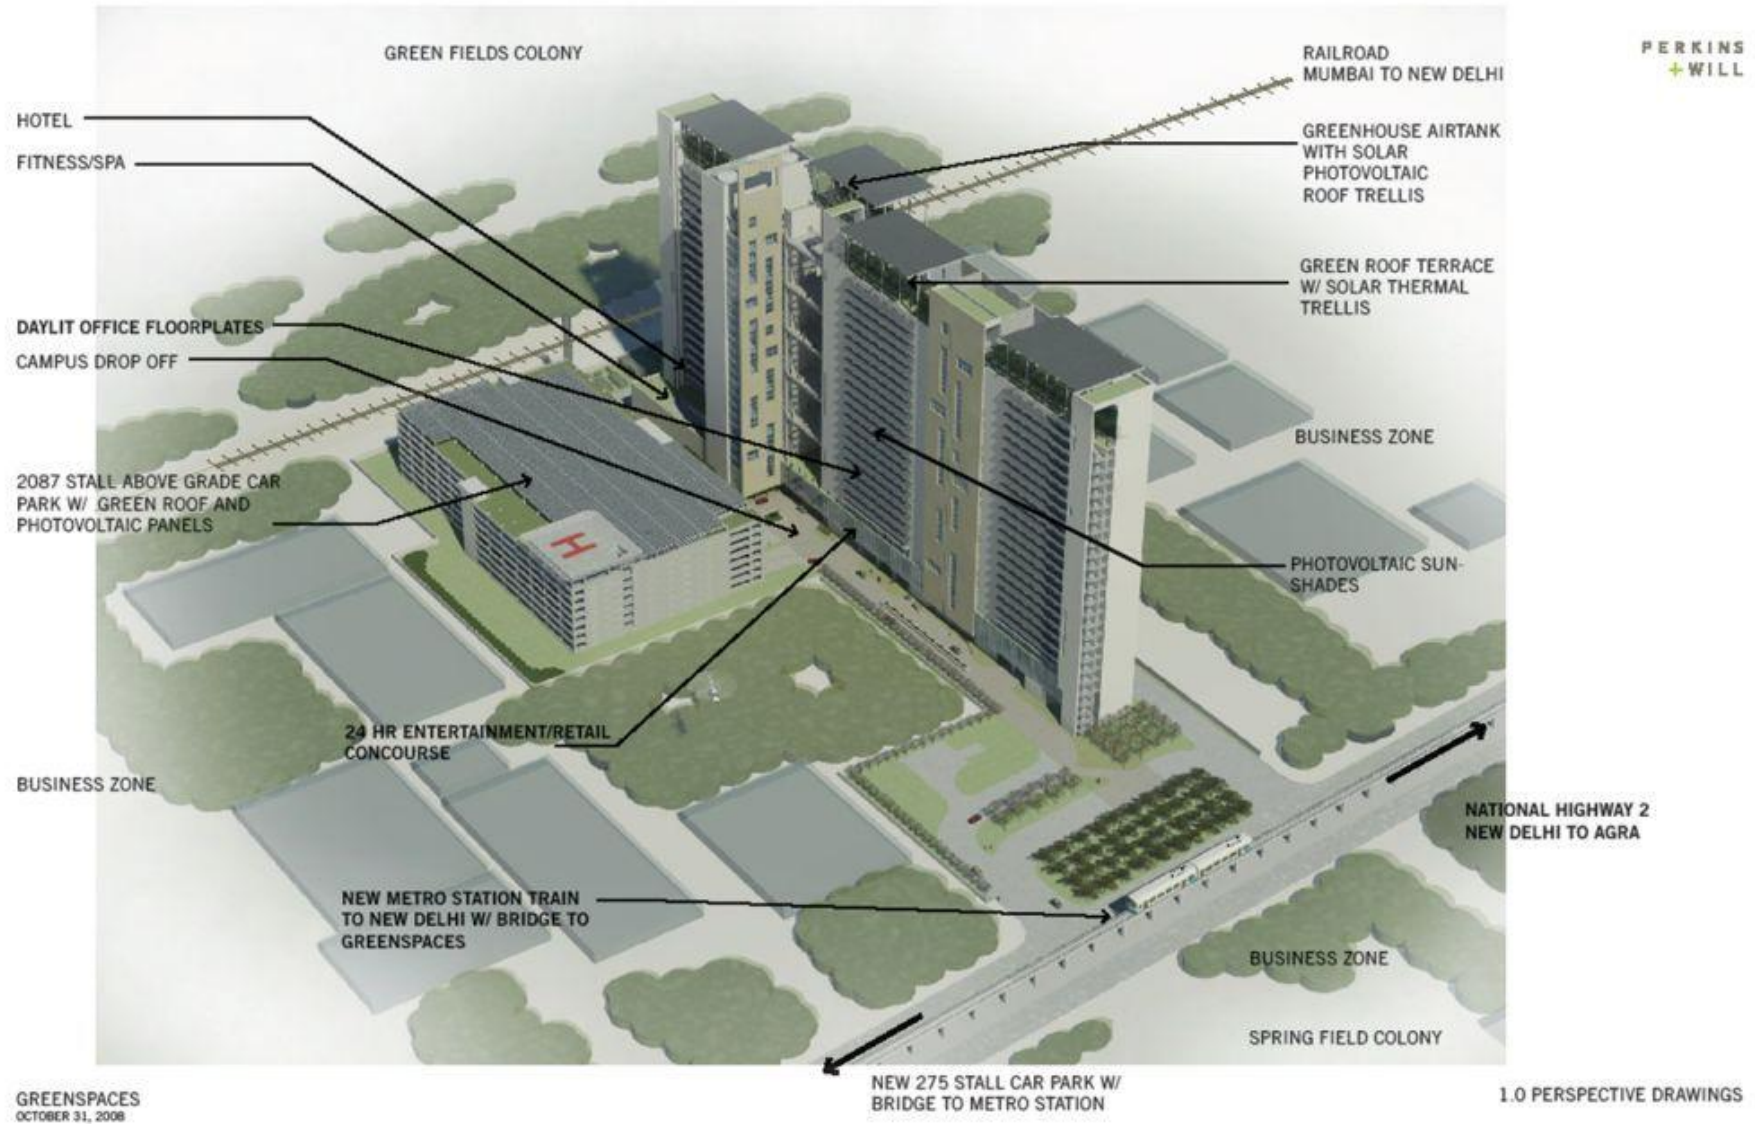 GREEN FIELDS COLONY
RAILROAD
MUMBAI TO NEW DELHI
PERKINS
+WILL
HOTEL
FITNESS/SPA
GREENHOUSE AIRTANK
WITH SOLAR
PHOTOVOLTAIC
ROOF TRELLIS
GREEN ROOF TERRACE
W/ SOLAR THERMAL
TRELLIS
DAYLIT OFFICE FLOORPLATES
CAMPUS DROP OFF
BUSINESS ZONE
2087 STALL ABOVE GRADE CAR
PARK W/ GREEN ROOF AND
PHOTOVOLTAIC PANELS
H
PHOTOVOLTAIC SUN-
SHADES
24 HR ENTERTAINMENT/RETAIL
CONCOURSE
BUSINESS ZONE
NATIONAL HIGHWAY 2
NEW DELHI TO AGRA
NEW METRO STATION TRAIN
TO NEW DELHI W/ BRIDGE TO
GREENSPACES
BUSINESS ZONE
SPRING FIELD COLONY
NEW 275 STALL CAR PARK W/
BRIDGE TO METRO STATION
GREENSPACES
OCTOBER 31, 2008
1.0 PERSPECTIVE DRAWINGS